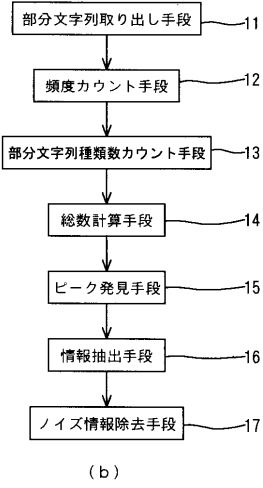 部分文字列取り出し手段 11
頻度カウント手段 12
部分文字列種類数カウント手段 13
総数計算手段 14
ピーク発見手段 15
情報抽出手段 16
ノイズ情報除去手段 17
(b)